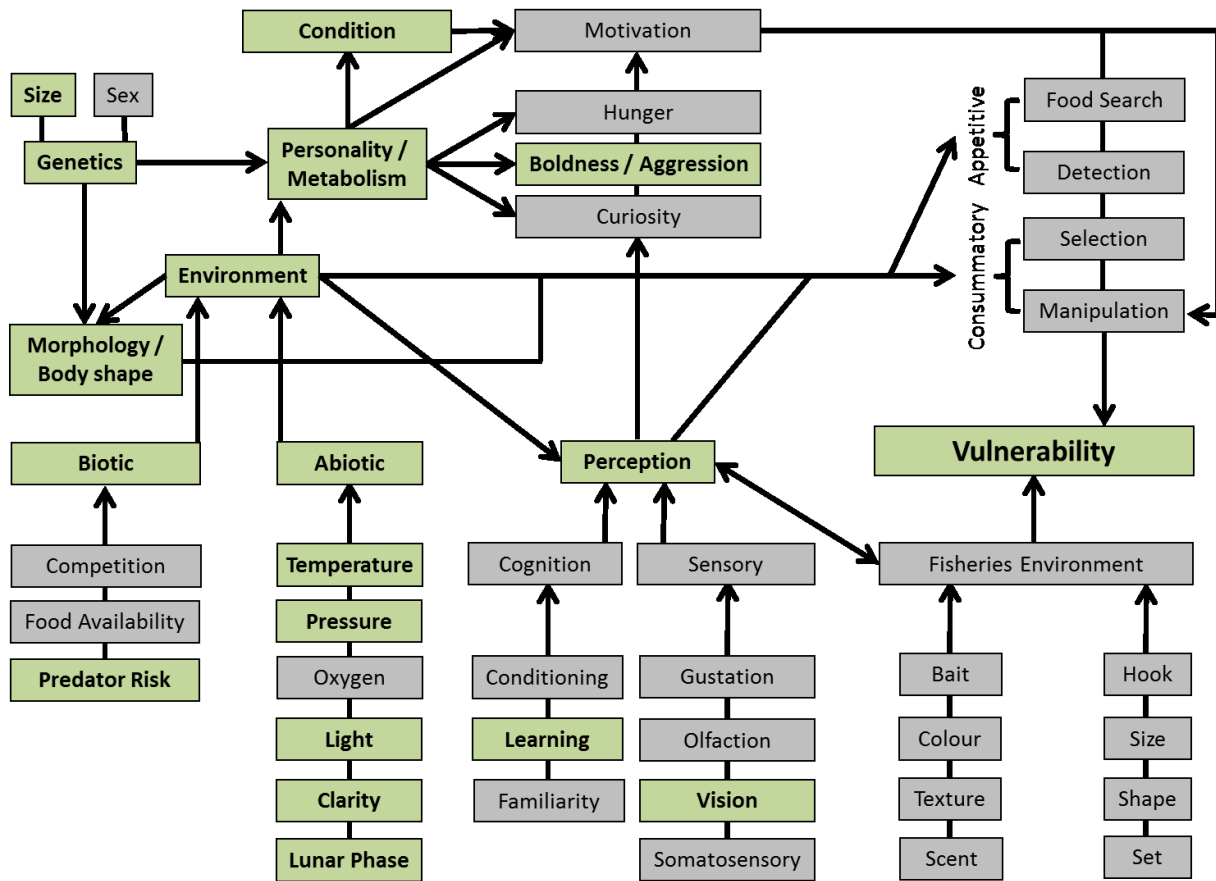 Condition
Motivation
Size
Sex
Genetics
Personality /
Metabolism
Hunger
Boldness / Aggression
Curiosity
Appetitive
Food Search
Detection
Consummatory
Selection
Manipulation
Environment
Morphology /
Body shape
Biotic
Abiotic
Perception
Vulnerability
Competition
Food Availability
Predator Risk
Temperature
Pressure
Oxygen
Light
Clarity
Lunar Phase
Cognition
Conditioning
Learning
Familiarity
Sensory
Gustation
Olfaction
Vision
Somatosensory
Fisheries Environment
Bait
Colour
Texture
Scent
Hook
Size
Shape
Set